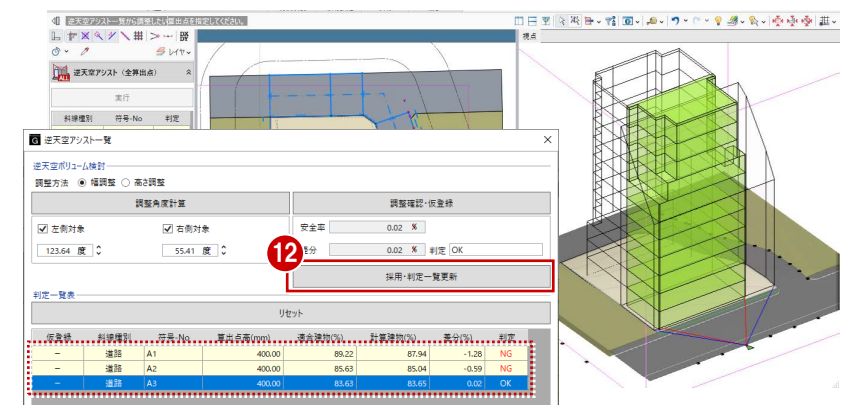 逆天空アシスト一覧から調整したい算出点を指定してください。
視点
レイヤ
ALL 逆天空アシスト（全算出点）
実行
斜線種別 符号-No 判定
G 逆天空アシスト一覧 ×
逆天空ボリューム検討
調整方法 幅調整 高さ調整
調整角度計算 調整確認・仮登録
左側対象 右側対象 安全率 0.02 %
123.64 度 55.41 度 差分 0.02 % 判定 OK
12
採用・判定一覧更新
判定一覧表
リセット
仮登録 斜線種別 符号-No 算出点高(mm) 適合建物(%) 計算建物(%) 差分(%) 判定
– 道路 A1 400.00 89.22 87.94 -1.28 NG
– 道路 A2 400.00 85.63 85.04 -0.59 NG
– 道路 A3 400.00 83.63 83.65 0.02 OK